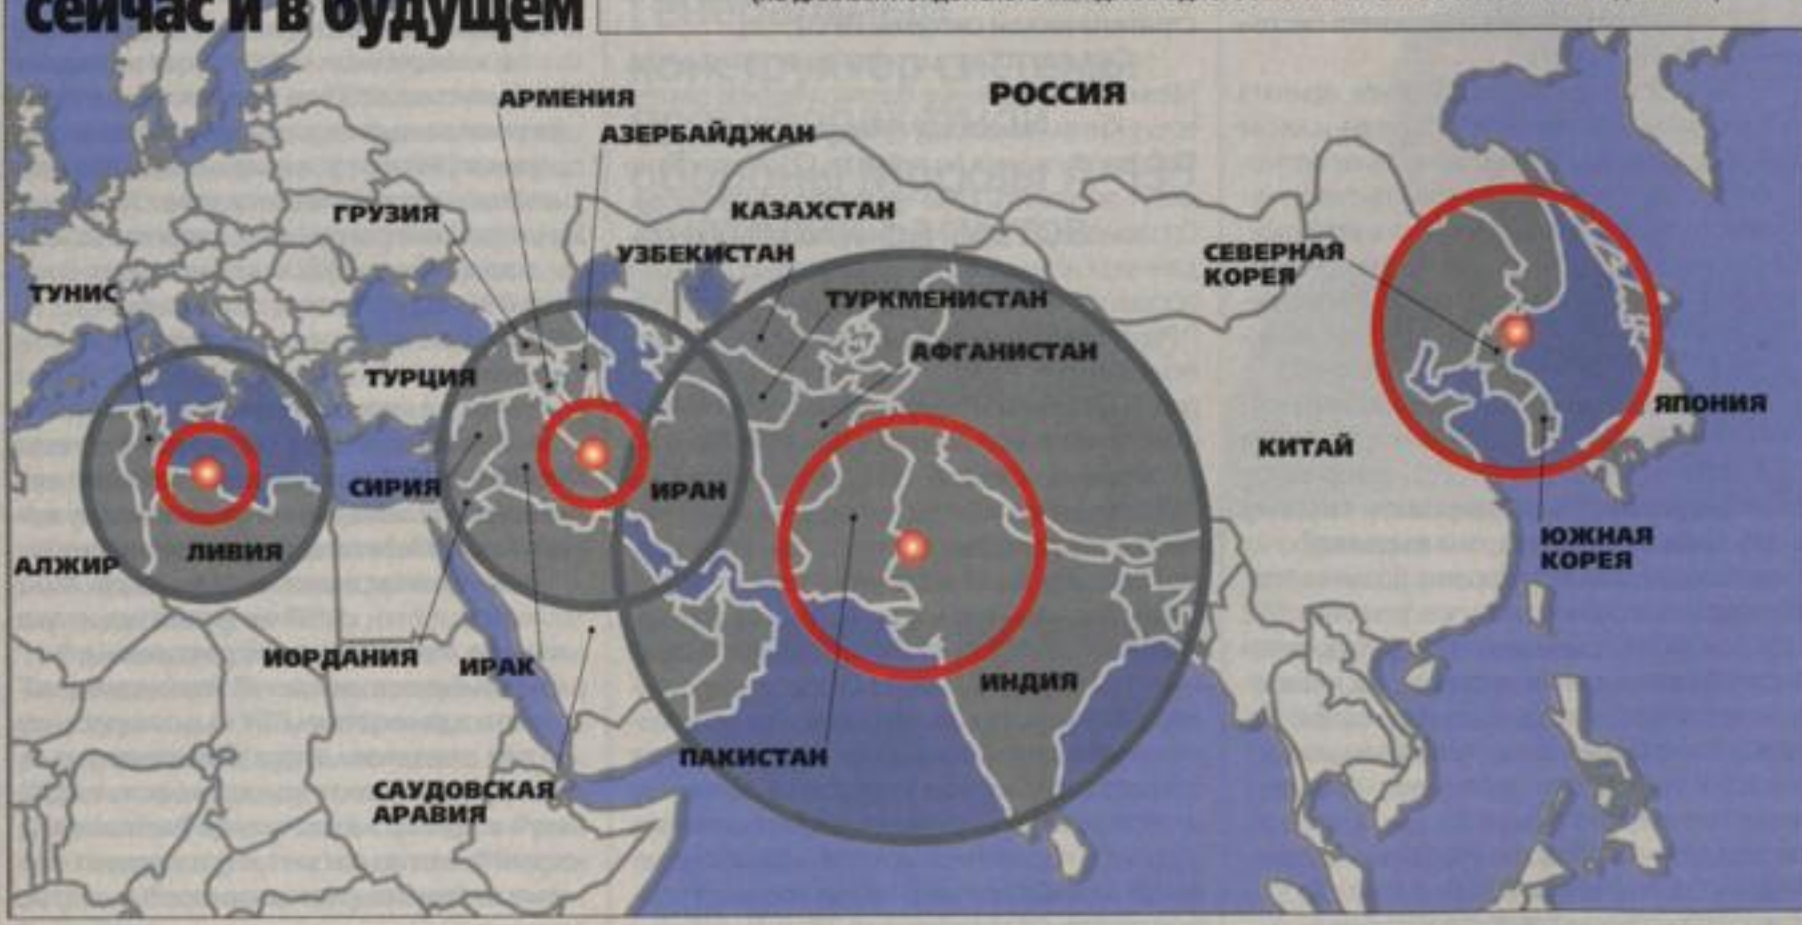 сейчас и в будущем
АРМЕНИЯ
РОССИЯ
АЗЕРБАЙДЖАН
ГРУЗИЯ
КАЗАХСТАН
УЗБЕКИСТАН
СЕВЕРНАЯ
КОРЕЯ
ТУНИС
ТУРКМЕНИСТАН
АФГАНИСТАН
ТУРЦИЯ
ЯПОНИЯ
КИТАЙ
СИРИЯ
ИРАН
ЮЖНАЯ
КОРЕЯ
АЛЖИР
ЛИВИЯ
ИОРДАНИЯ
ИРАК
ИНДИЯ
ПАКИСТАН
САУДОВСКАЯ
АРАВИЯ